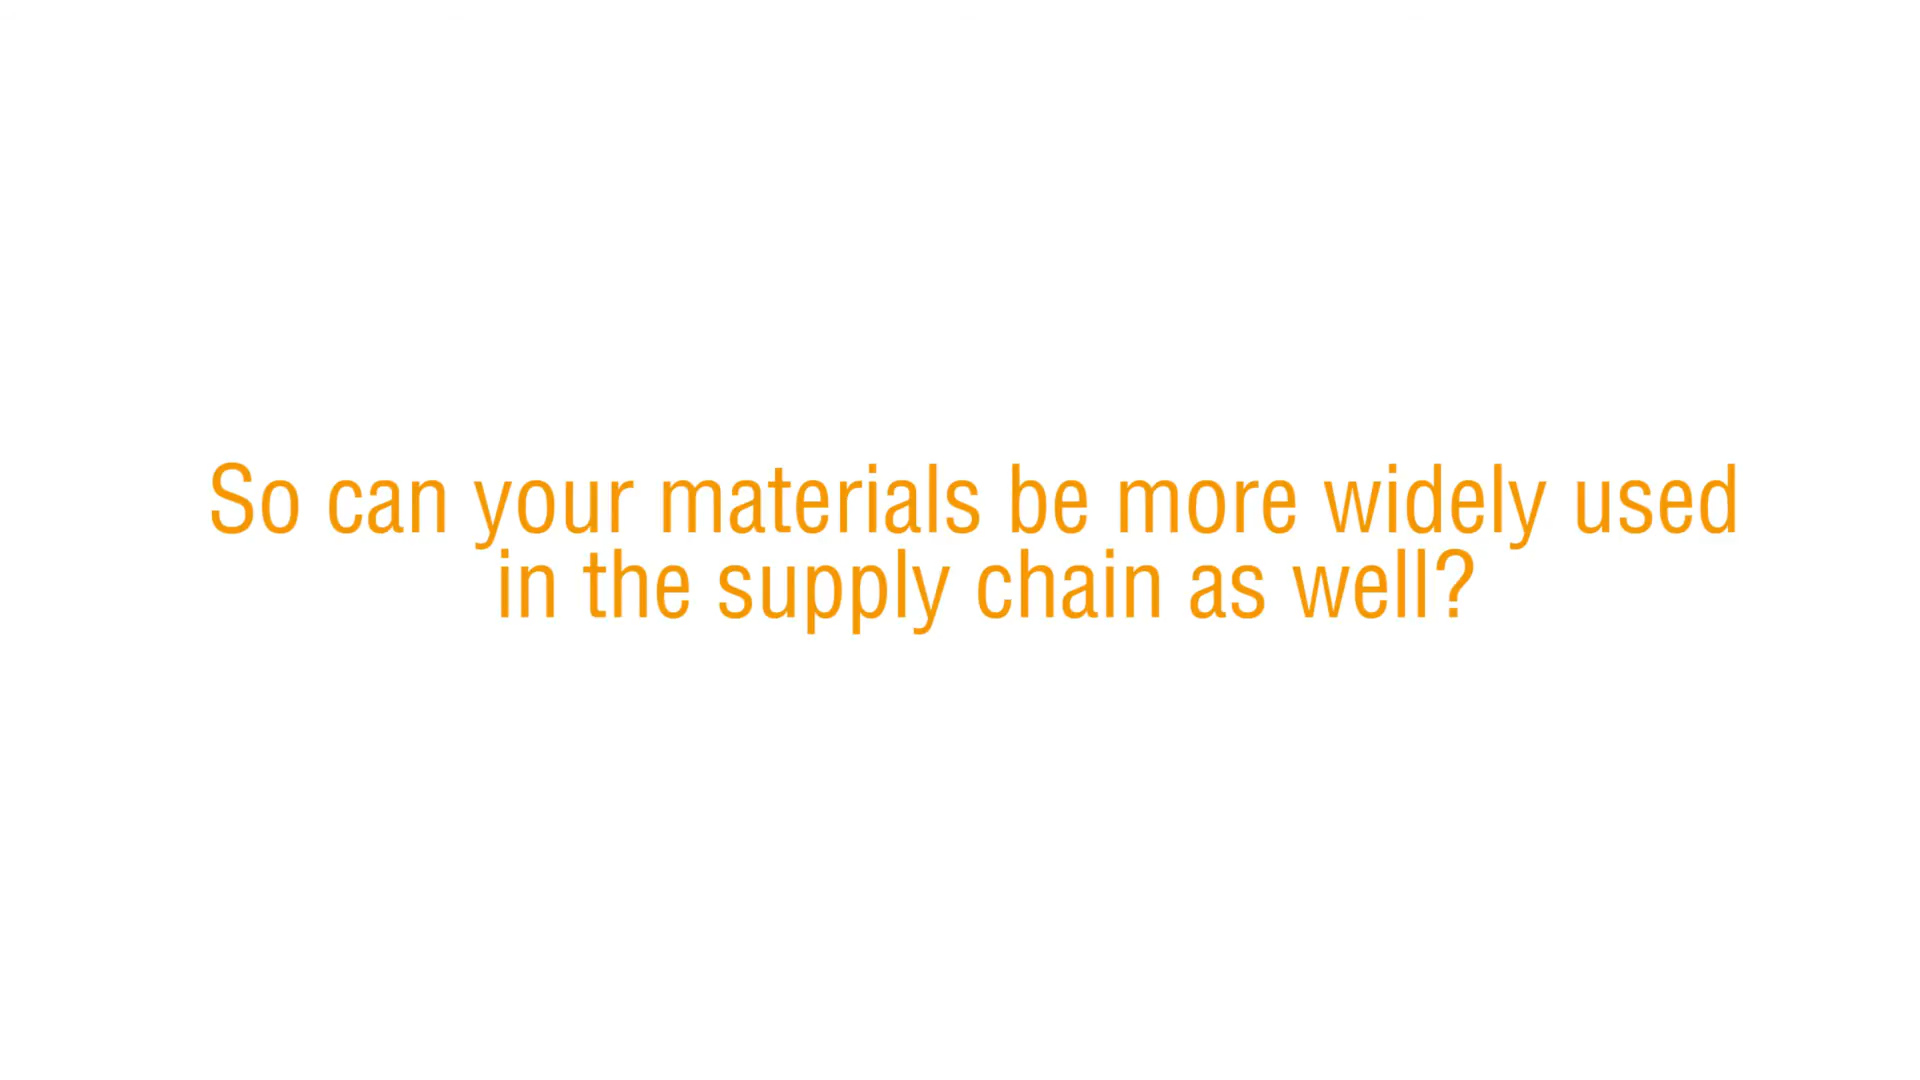 So can your materials be more widely used
in the supply chain as well?